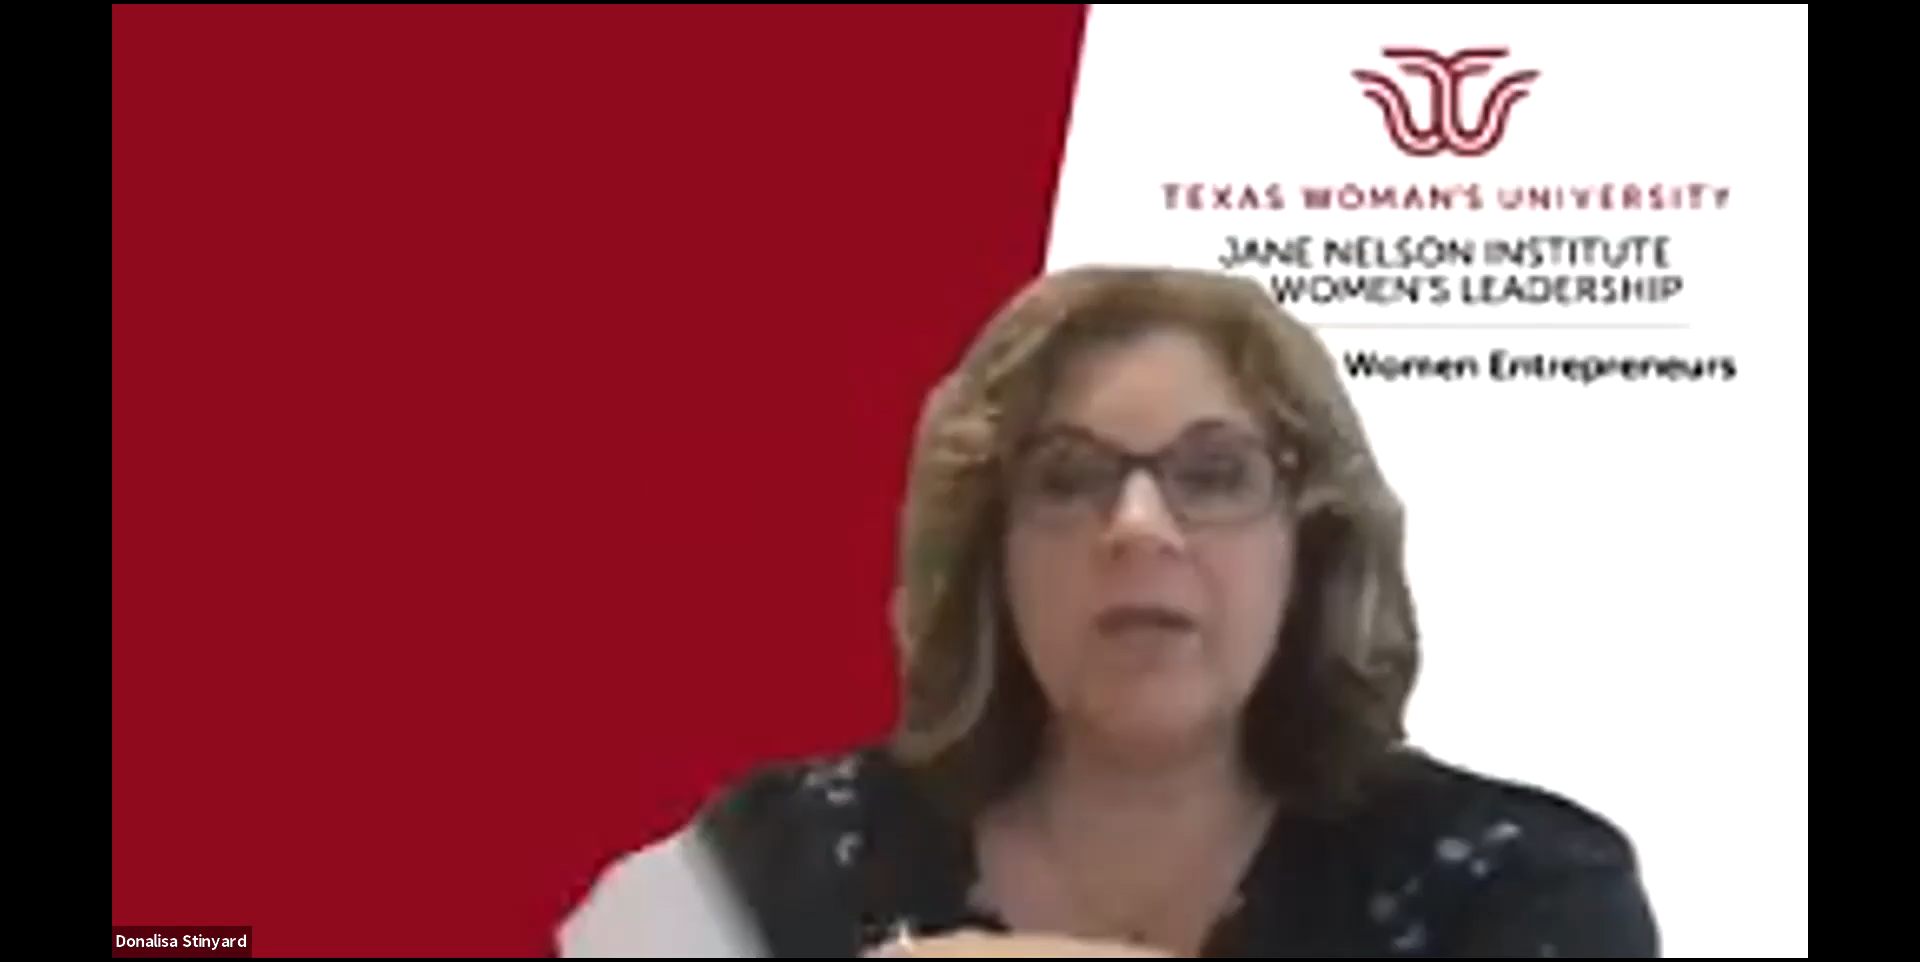 TEXAS WOMAN'S UNIVERSITY
JANE NELSON INSTITUTE
WOMEN'S LEADERSHIP
Women Entrepreneurs
Donalisa Stinyard